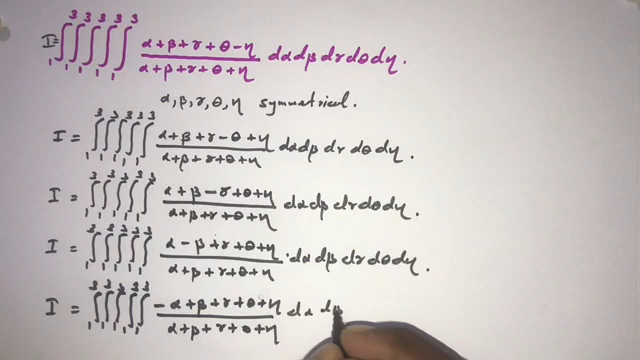 I = ∫₁³ ∫₁³ ∫₁³ ∫₁³ ∫₁³ (α+β+γ+θ−η)/(α+β+γ+θ+η) dα dβ dγ dθ dη.
α, β, γ, θ, η symmetrical.
I = ∫₁³ ∫₁³ ∫₁³ ∫₁³ ∫₁³ (α+β+γ−θ+η)/(α+β+γ+θ+η) dα dβ dγ dθ dη.
I = ∫₁³ ∫₁³ ∫₁³ ∫₁³ ∫₁³ (α+β−γ+θ+η)/(α+β+γ+θ+η) dα dβ dγ dθ dη.
I = ∫₁³ ∫₁³ ∫₁³ ∫₁³ ∫₁³ (α−β+γ+θ+η)/(α+β+γ+θ+η) · dα dβ dγ dθ dη.
I = ∫₁³ ∫₁³ ∫₁³ ∫₁³ ∫₁³ (−α+β+γ+θ+η)/(α+β+γ+θ+η) dα dβ